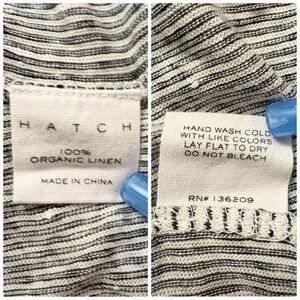 HATCH
100%
ORGANIC LINEN
MADE IN CHINA
HAND WASH COLD
WITH LIKE COLORS
LAY FLAT TO DRY
DO NOT BLEACH
RN# 136209